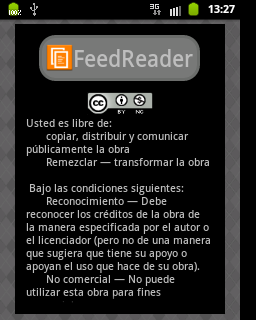 100%
3G
13:27
FeedReader
cc
BY NC
Usted es libre de:
copiar, distribuir y comunicar
públicamente la obra
Remezclar — transformar la obra
Bajo las condiciones siguientes:
Reconocimiento — Debe
reconocer los créditos de la obra de
la manera especificada por el autor o
el licenciador (pero no de una manera
que sugiera que tiene su apoyo o
apoyan el uso que hace de su obra).
No comercial — No puede
utilizar esta obra para fines